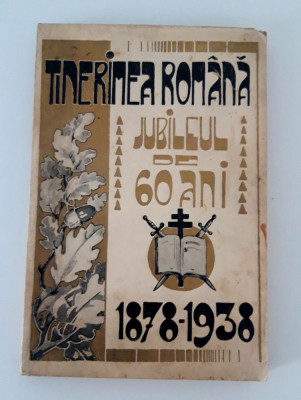 TINERIMEA ROMÂNĂ
JUBILEUL
DE
60 ANI
1878-1938